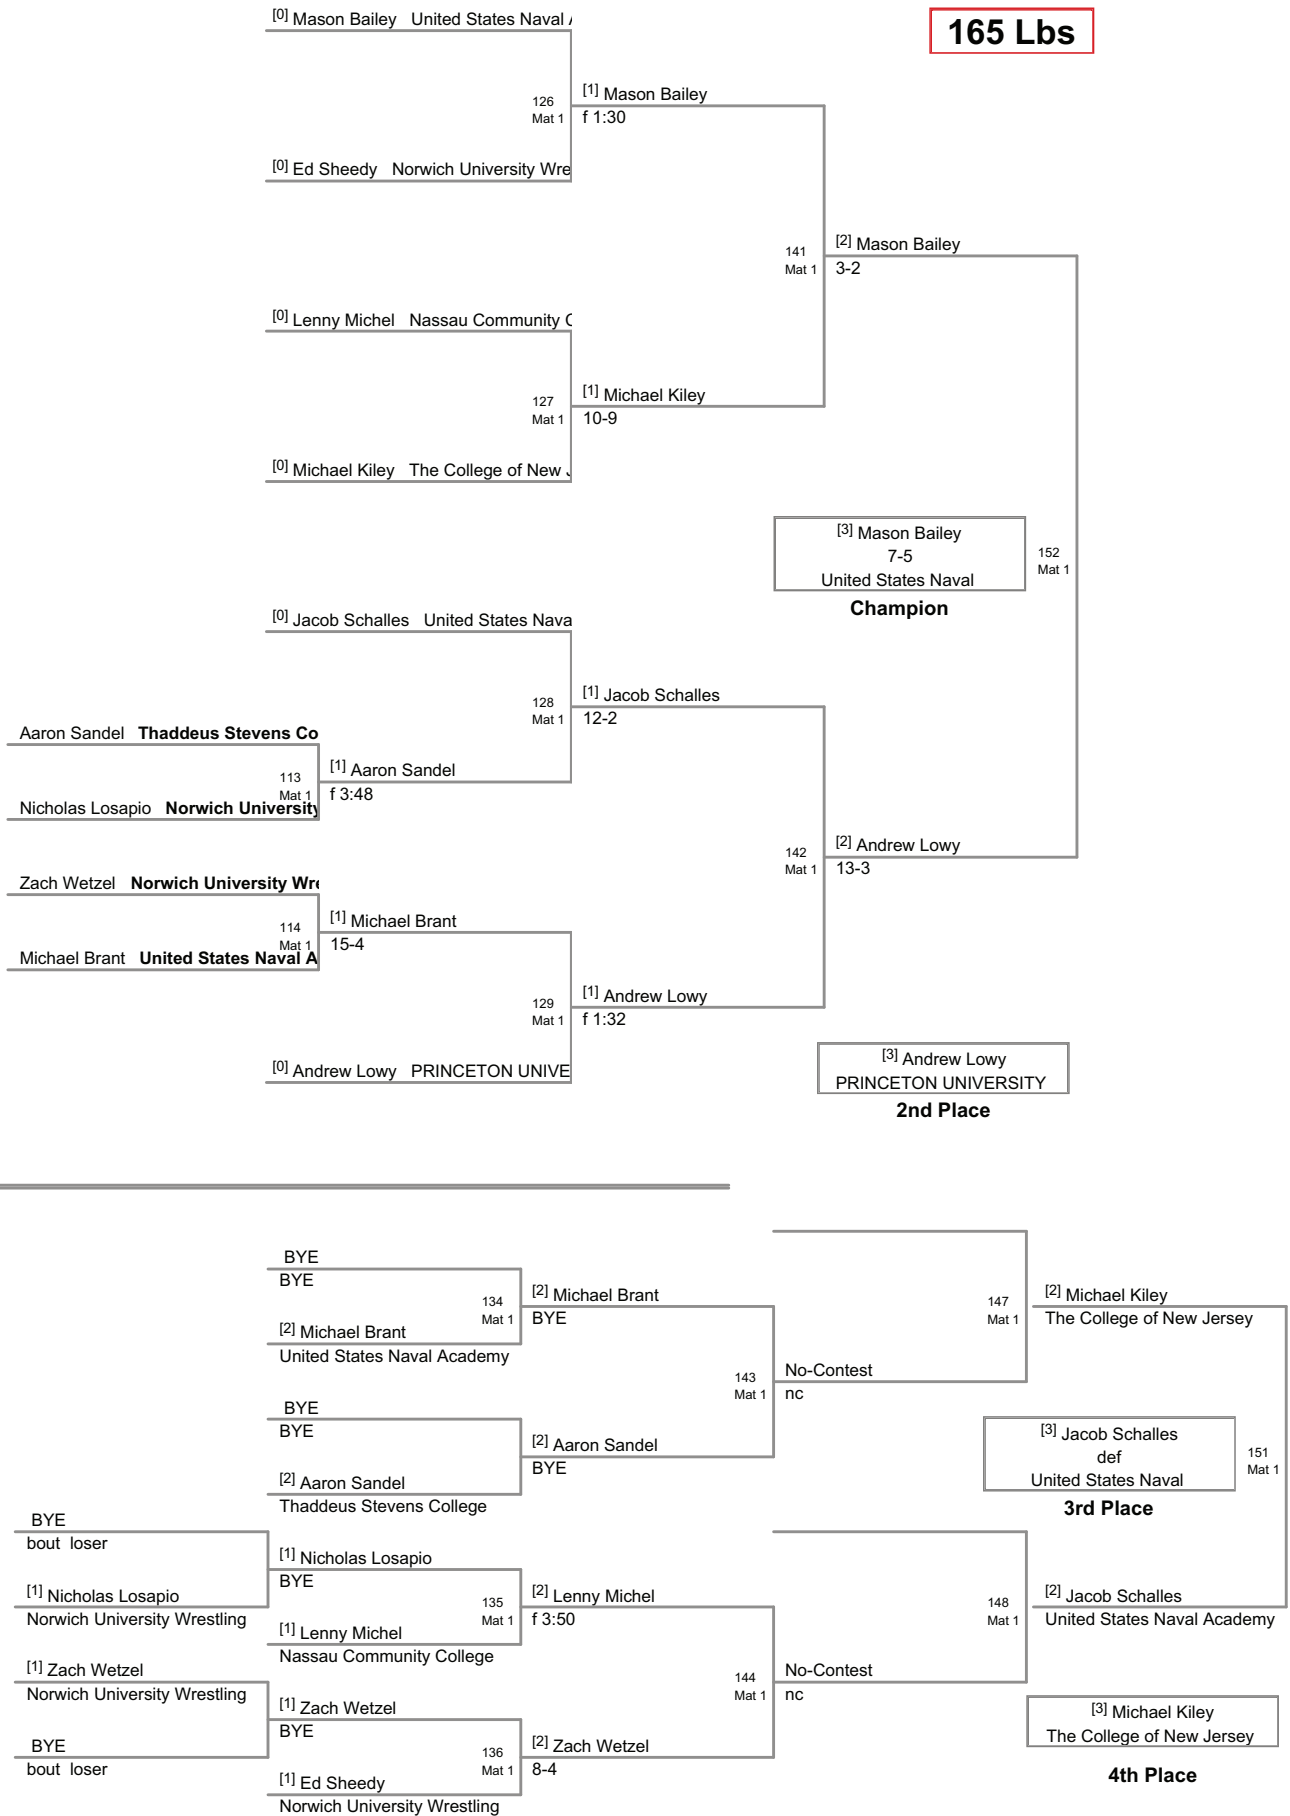 165 Lbs
[0] Mason Bailey United States Naval
126
Mat 1
[1] Mason Bailey
f 1:30
[0] Ed Sheedy Norwich University Wre
141
Mat 1
[2] Mason Bailey
3-2
[0] Lenny Michel Nassau Community
127
Mat 1
[1] Michael Kiley
10-9
[0] Michael Kiley The College of New
[3] Mason Bailey
7-5
United States Naval
Champion
152
Mat 1
[0] Jacob Schalles United States Nava
128
Mat 1
[1] Jacob Schalles
12-2
Aaron Sandel Thaddeus Stevens Co
113
Mat 1
[1] Aaron Sandel
f 3:48
Nicholas Losapio Norwich University
142
Mat 1
[2] Andrew Lowy
13-3
Zach Wetzel Norwich University Wre
114
Mat 1
[1] Michael Brant
15-4
Michael Brant United States Naval A
129
Mat 1
[1] Andrew Lowy
f 1:32
[0] Andrew Lowy PRINCETON UNIVE
[3] Andrew Lowy
PRINCETON UNIVERSITY
2nd Place
BYE
BYE
134
Mat 1
[2] Michael Brant
BYE
[2] Michael Brant
United States Naval Academy
147
Mat 1
[2] Michael Kiley
The College of New Jersey
143
Mat 1
No-Contest
nc
BYE
BYE
[2] Aaron Sandel
BYE
[2] Aaron Sandel
Thaddeus Stevens College
[3] Jacob Schalles
def
United States Naval
3rd Place
151
Mat 1
BYE
bout loser
[1] Nicholas Losapio
BYE
[1] Nicholas Losapio
Norwich University Wrestling
135
Mat 1
[2] Lenny Michel
f 3:50
[1] Lenny Michel
Nassau Community College
148
Mat 1
[2] Jacob Schalles
United States Naval Academy
[1] Zach Wetzel
Norwich University Wrestling
144
Mat 1
No-Contest
nc
[1] Zach Wetzel
BYE
BYE
bout loser
136
Mat 1
[2] Zach Wetzel
8-4
[1] Ed Sheedy
Norwich University Wrestling
[3] Michael Kiley
The College of New Jersey
4th Place